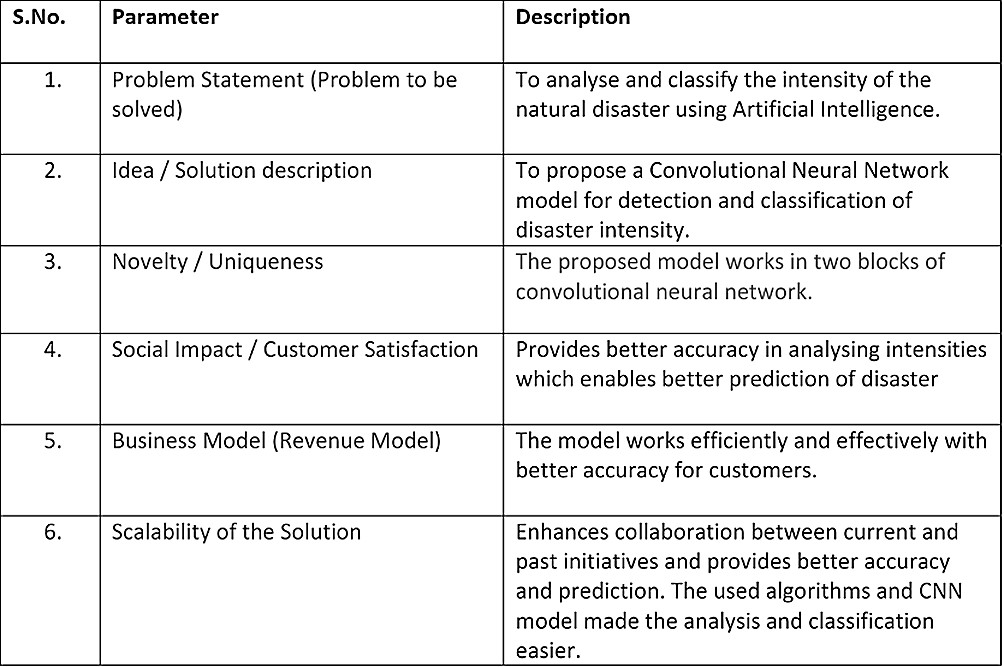 S.No. Parameter Description
1. Problem Statement (Problem to be To analyse and classify the intensity of the
solved) natural disaster using Artificial Intelligence.
2. Idea / Solution description To propose a Convolutional Neural Network
model for detection and classification of
disaster intensity.
3. Novelty / Uniqueness The proposed model works in two blocks of
convolutional neural network.
4. Social Impact / Customer Satisfaction Provides better accuracy in analysing intensities
which enables better prediction of disaster
5. Business Model (Revenue Model) The model works efficiently and effectively with
better accuracy for customers.
6. Scalability of the Solution Enhances collaboration between current and
past initiatives and provides better accuracy
and prediction. The used algorithms and CNN
model made the analysis and classification
easier.